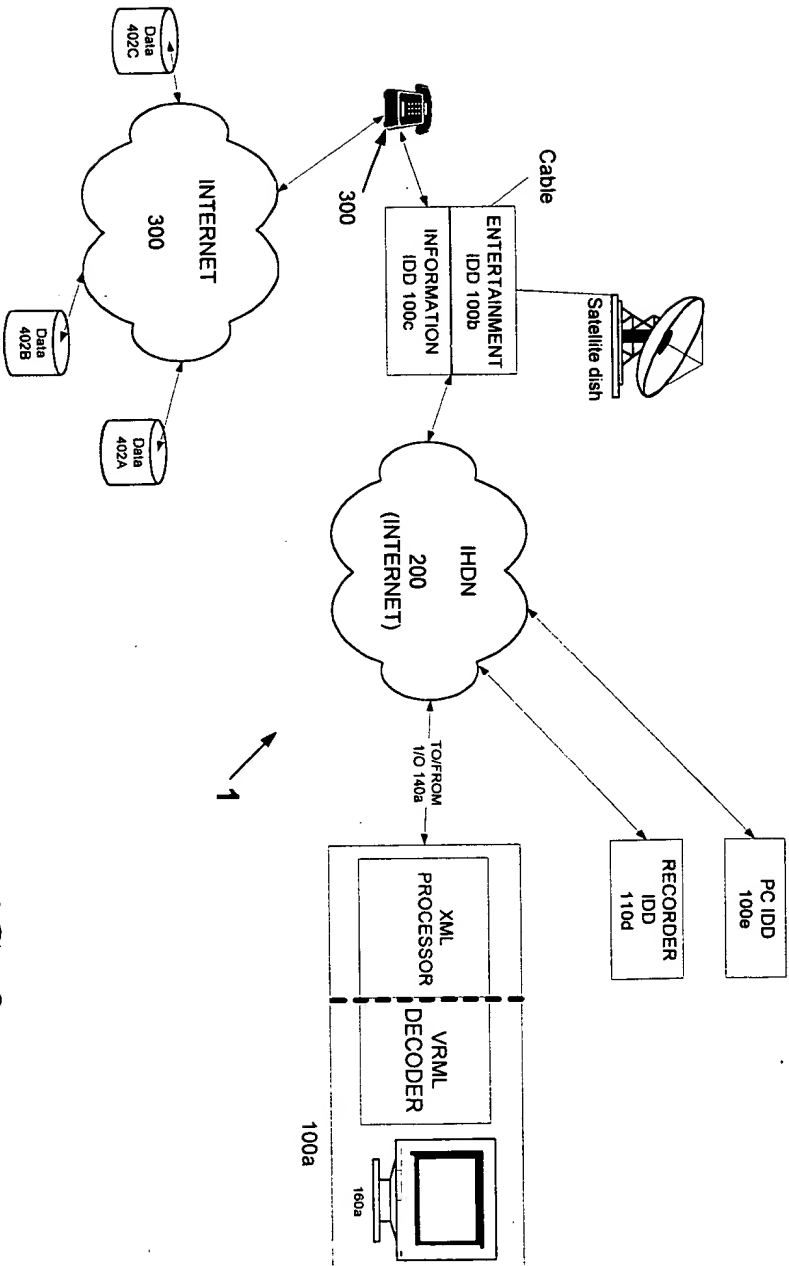 Satellite dish
Cable
ENTERTAINMENT
IDD 100b
INFORMATION
IDD 100c
300
INTERNET
300
Data
402C
Data
402B
Data
402A
IHDN
200
(INTERNET)
PC IDD
100e
RECORDER
IDD
110d
TO/FROM
1/O 140a
1
XML
PROCESSOR
VRML
DECODER
160a
100a